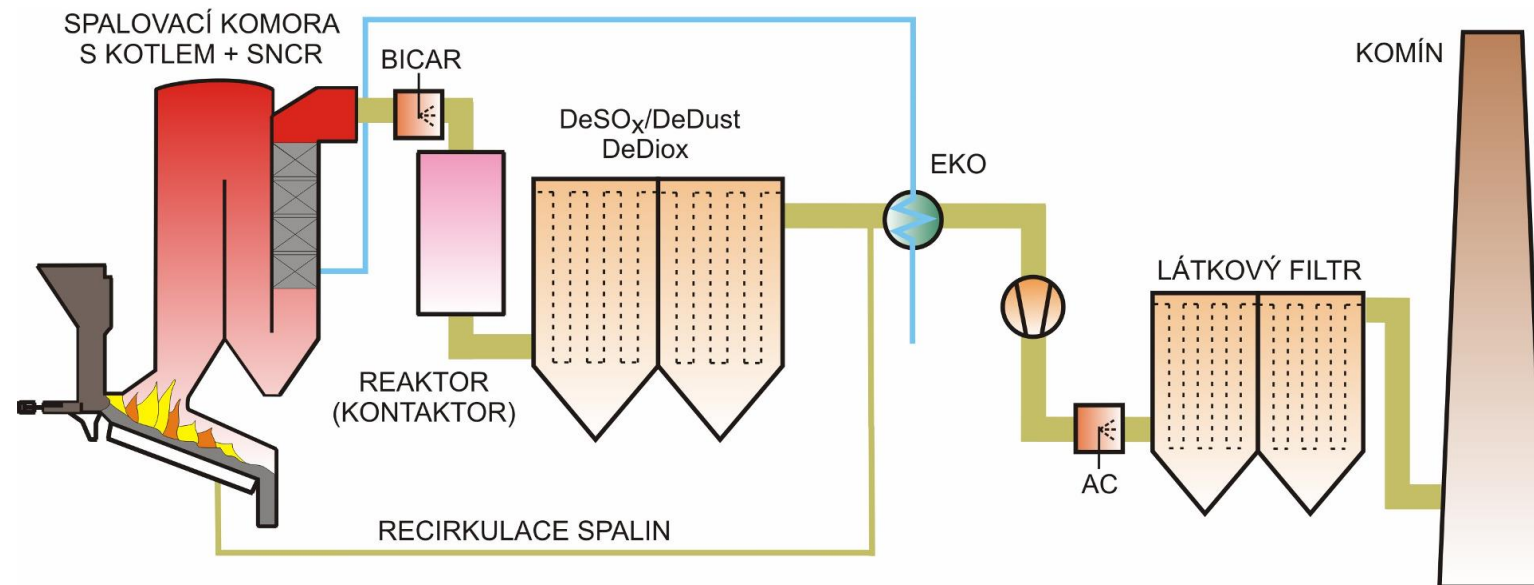 SPALOVACÍ KOMORA
S KOTLEM + SNCR
BICAR
DeSOx/DeDust
DeDiox
EKO
KOMÍN
LÁTKOVÝ FILTR
REAKTOR
(KONTAKTOR)
AC
RECIRKULACE SPALIN